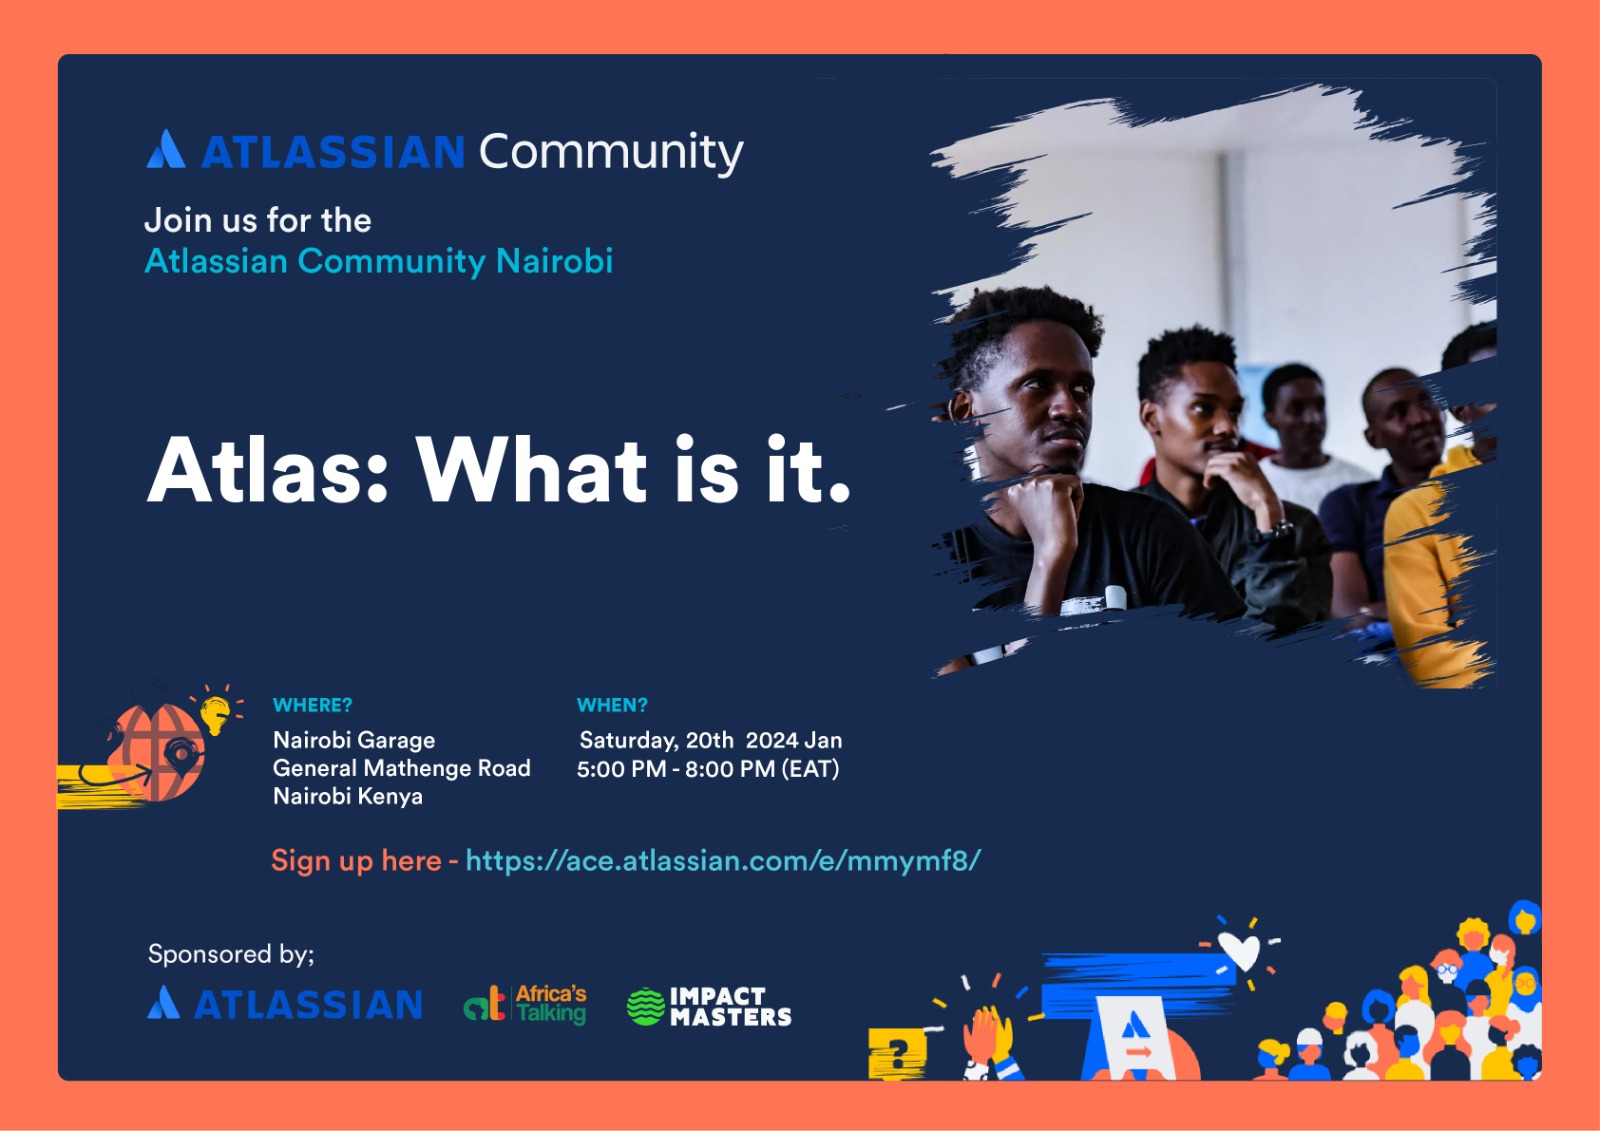 ATLASSIAN Community
Join us for the
Atlassian Community Nairobi
Atlas: What is it.
WHERE?
Nairobi Garage
General Mathenge Road
Nairobi Kenya
WHEN?
Saturday, 20th 2024 Jan
5:00 PM - 8:00 PM (EAT)
Sign up here - https://ace.atlassian.com/e/mmymf8/
Sponsored by;
ATLASSIAN
at Africa's
Talking
IMPACT
MASTERS
?